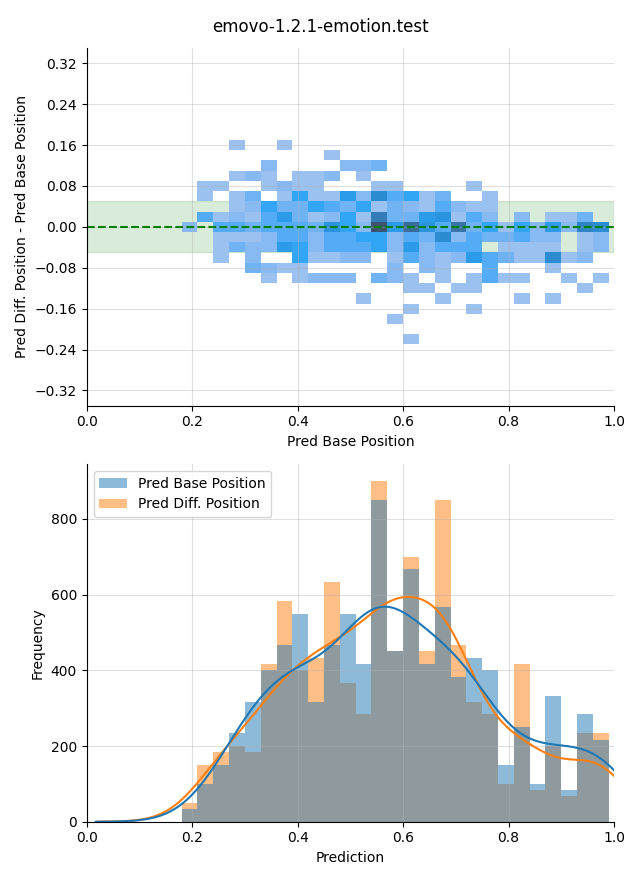 emovo-1.2.1-emotion.test
Pred Diff. Position - Pred Base Position
0.32
0.24
0.16
0.08
0.00
−0.08
−0.16
−0.24
−0.32
0.0 0.2 0.4 0.6 0.8 1.0
Pred Base Position
Pred Base Position
Pred Diff. Position
Frequency
800
600
400
200
0
0.0 0.2 0.4 0.6 0.8 1.0
Prediction